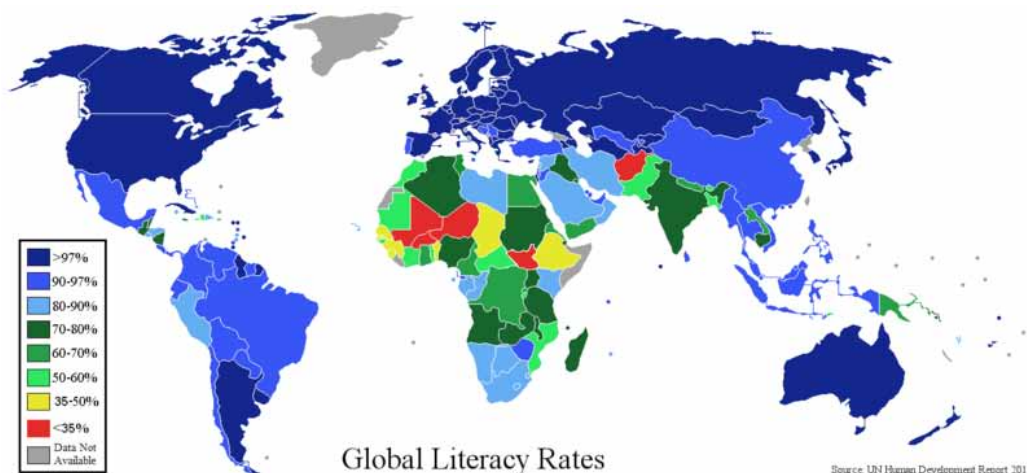 >97%
90-97%
80-90%
70-80%
60-70%
50-60%
35-50%
<35%
Data Not
Available
Global Literacy Rates
Source: UN Human Development Report 201